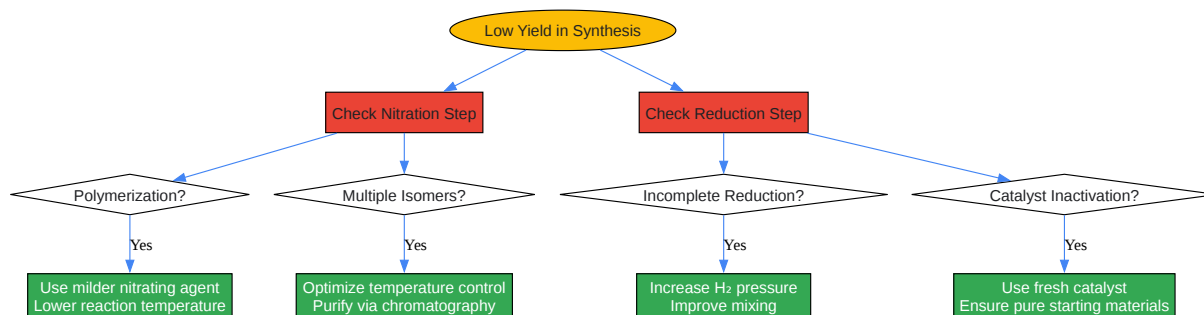 Low Yield in Synthesis
Check Nitration Step
Check Reduction Step
Polymerization?
Multiple Isomers?
Incomplete Reduction?
Catalyst Inactivation?
Yes
Yes
Yes
Yes
Use milder nitrating agent
Lower reaction temperature
Optimize temperature control
Purify via chromatography
Increase H₂ pressure
Improve mixing
Use fresh catalyst
Ensure pure starting materials